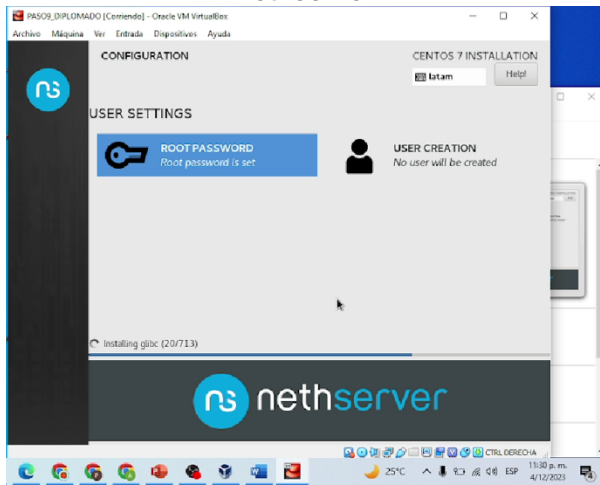 PASO9_DIPLOMADO [Corriendo] - Oracle VM VirtualBox
Archivo Máquina Ver Entrada Dispositivos Ayuda
CONFIGURATION
CENTOS 7 INSTALLATION
latam
Help!
ns
USER SETTINGS
ROOT PASSWORD
Root password is set
USER CREATION
No user will be created
Installing glibc (20/713)
ns nethserver
CTRL DERECHA
25°C
ESP
11:30 p. m.
4/12/2023